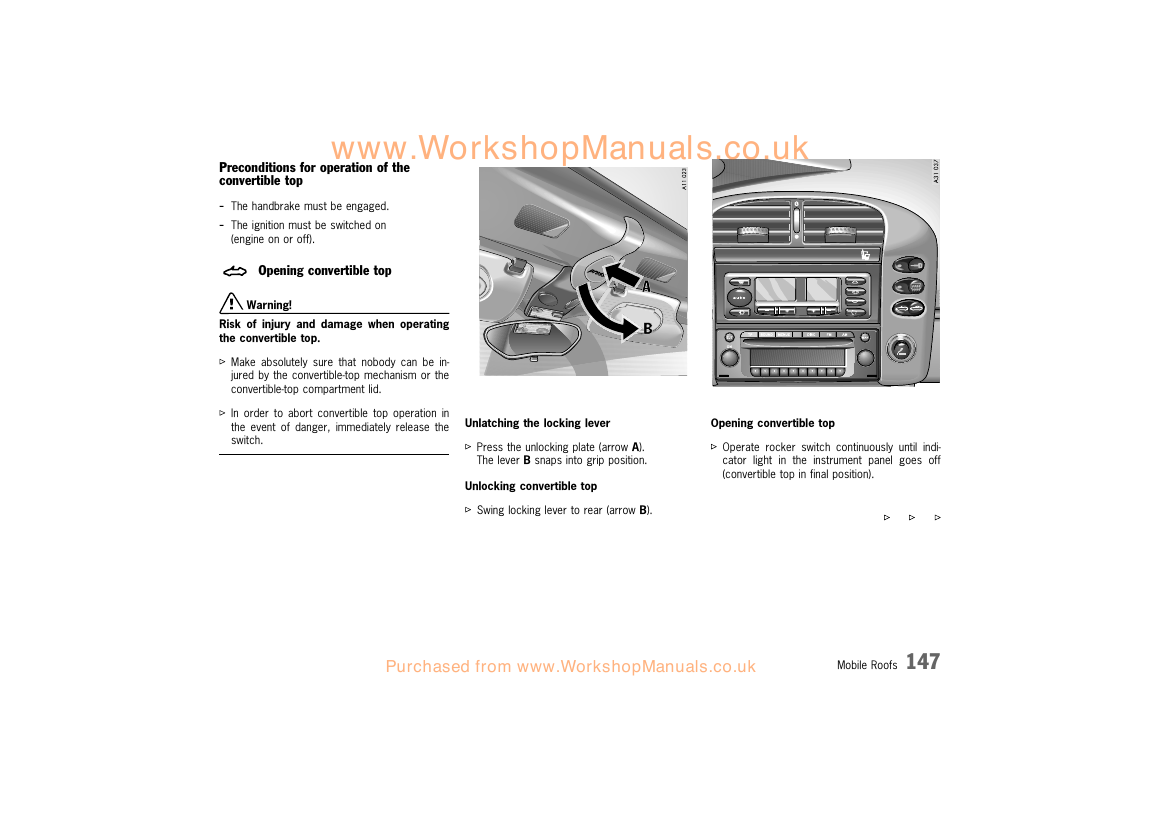 www.WorkshopManuals.co.uk
Preconditions for operation of the
convertible top
– The handbrake must be engaged.
– The ignition must be switched on
(engine on or off).
Opening convertible top
Warning!
Risk of injury and damage when operating
the convertible top.
▷ Make absolutely sure that nobody can be in-
jured by the convertible-top mechanism or the
convertible-top compartment lid.
▷ In order to abort convertible top operation in
the event of danger, immediately release the
switch.
A11 023
A
B
Unlatching the locking lever
▷ Press the unlocking plate (arrow A).
The lever B snaps into grip position.
Unlocking convertible top
▷ Swing locking lever to rear (arrow B).
A31 037
auto
Opening convertible top
▷ Operate rocker switch continuously until indi-
cator light in the instrument panel goes off
(convertible top in final position).
▷ ▷ ▷
Purchased from www.WorkshopManuals.co.uk
Mobile Roofs 147